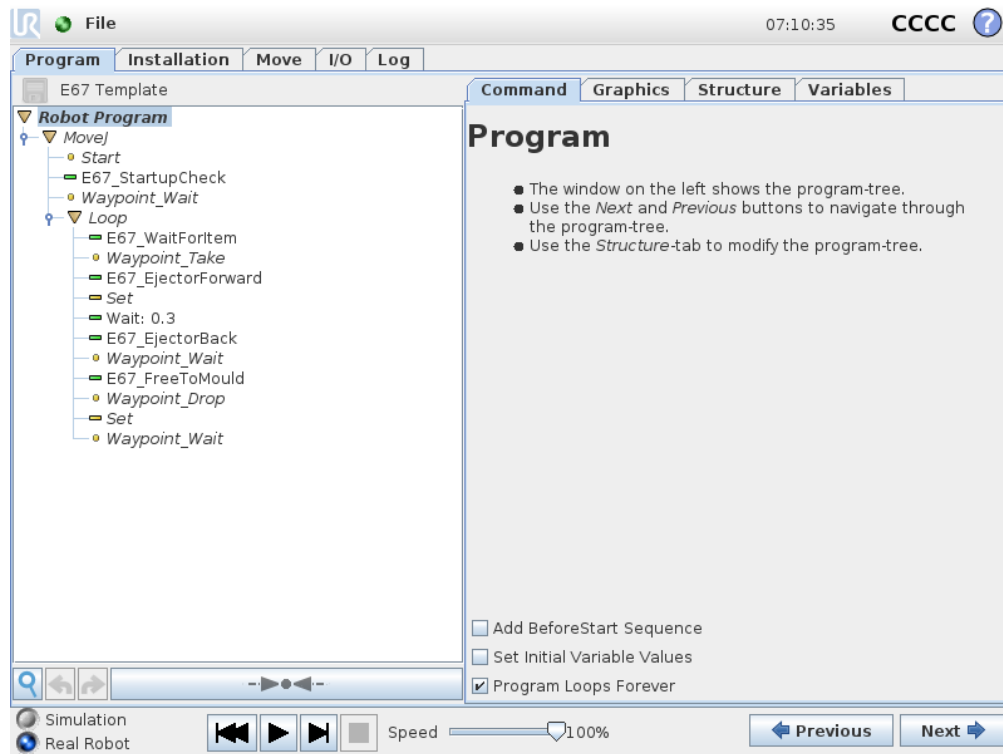 UR File 07:10:35 CCCC ?
Program Installation Move I/O Log
E67 Template
Robot Program
MoveJ
Start
E67_StartupCheck
Waypoint_Wait
Loop
E67_WaitForItem
Waypoint_Take
E67_EjectorForward
Set
Wait: 0.3
E67_EjectorBack
Waypoint_Wait
E67_FreeToMould
Waypoint_Drop
Set
Waypoint_Wait
Command Graphics Structure Variables
Program
The window on the left shows the program-tree.
Use the Next and Previous buttons to navigate through
the program-tree.
Use the Structure-tab to modify the program-tree.
Add BeforeStart Sequence
Set Initial Variable Values
Program Loops Forever
Simulation
Real Robot
Speed 100%
Previous Next